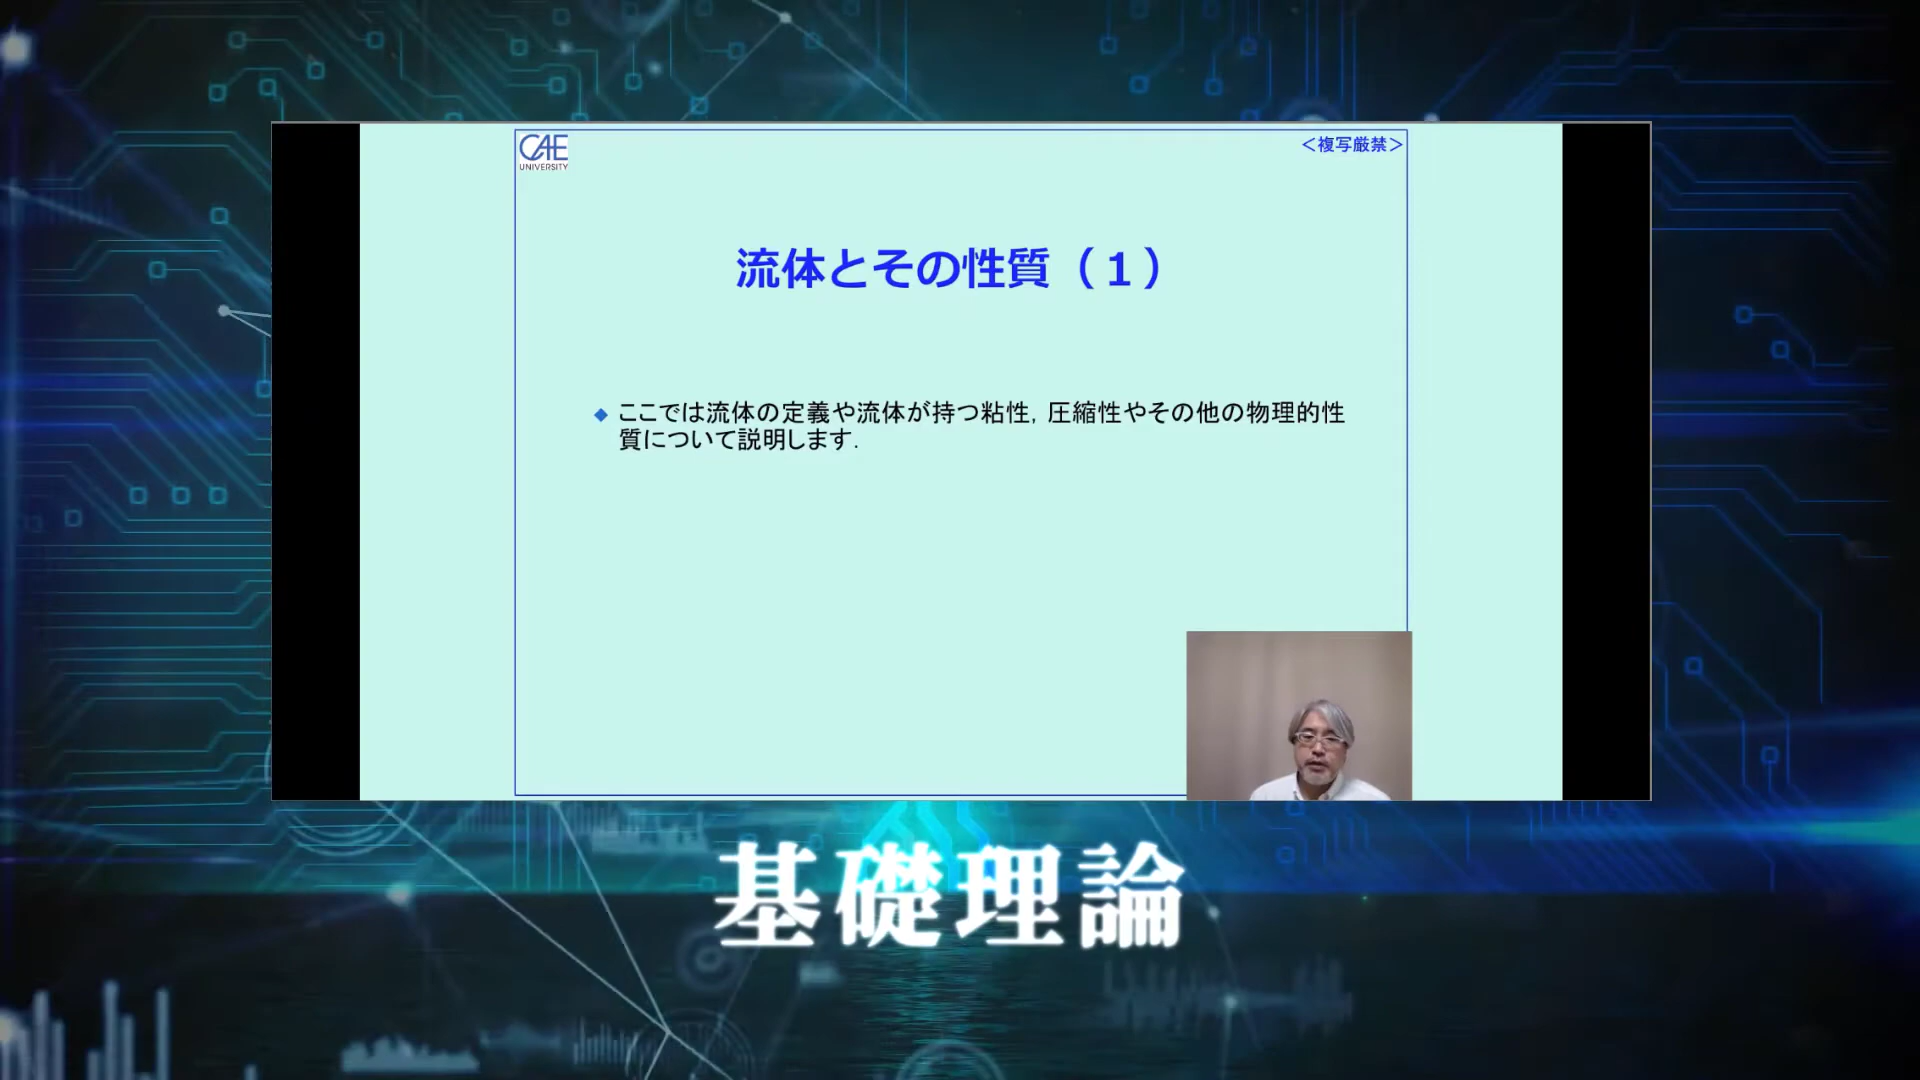 CAE
UNIVERSITY
＜複写厳禁＞
流体とその性質（１）
◆ ここでは流体の定義や流体が持つ粘性, 圧縮性やその他の物理的性
質について説明します.
基礎理論